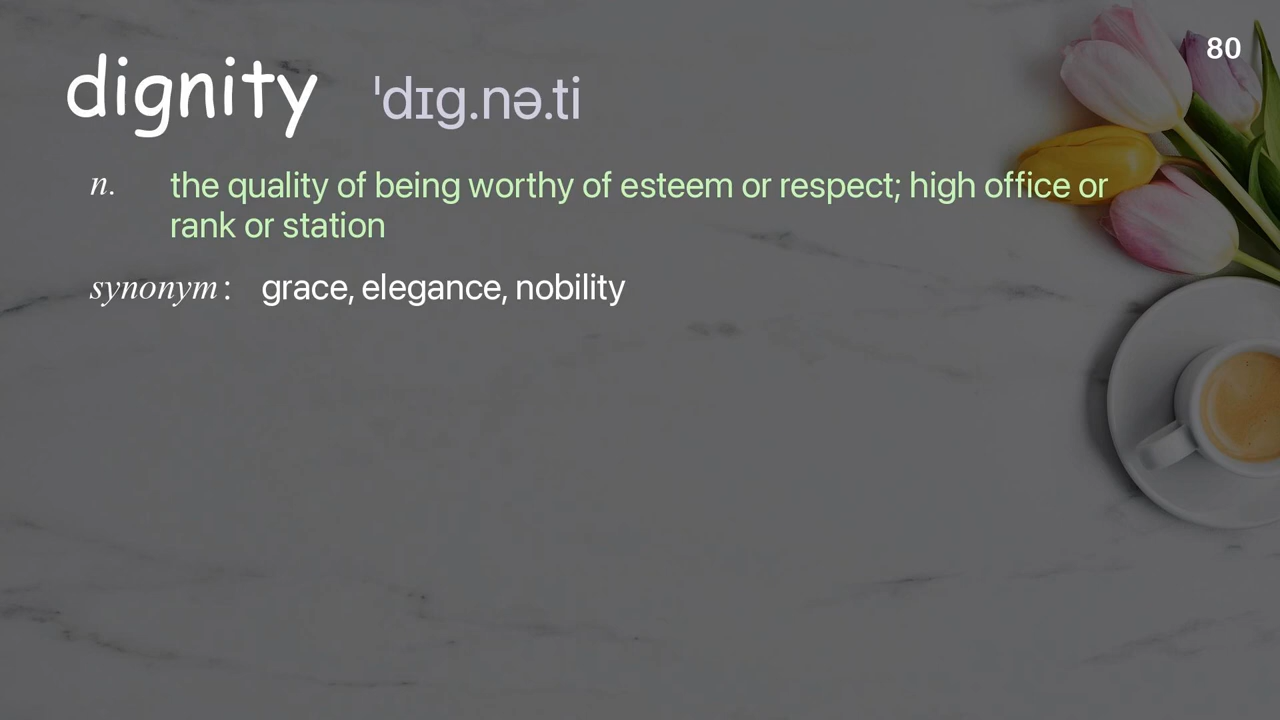 80
dignity ˈdɪg.nə.ti
n. the quality of being worthy of esteem or respect; high office or
rank or station
synonym: grace, elegance, nobility